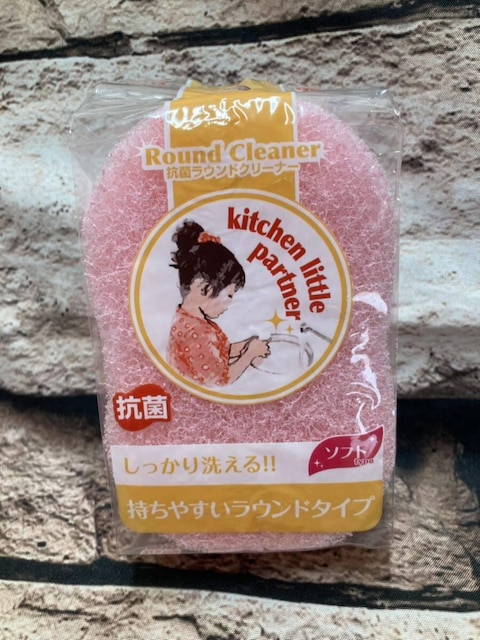 Round Cleaner
抗菌ラウンドクリーナー
kitchen little
partner
抗菌
ソフト
Type
しっかり洗える!!
持ちやすいラウンドタイプ